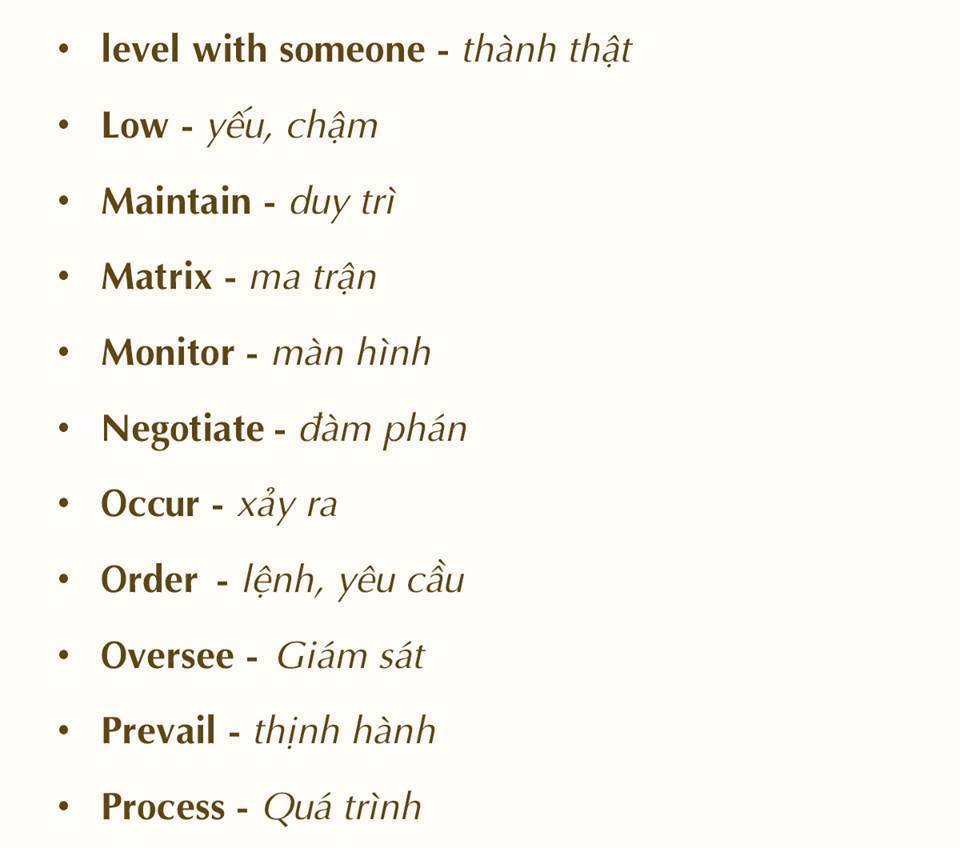 • level with someone - thành thật
• Low - yếu, chậm
• Maintain - duy trì
• Matrix - ma trận
• Monitor - màn hình
• Negotiate - đàm phán
• Occur - xảy ra
• Order - lệnh, yêu cầu
• Oversee - Giám sát
• Prevail - thịnh hành
• Process - Quá trình